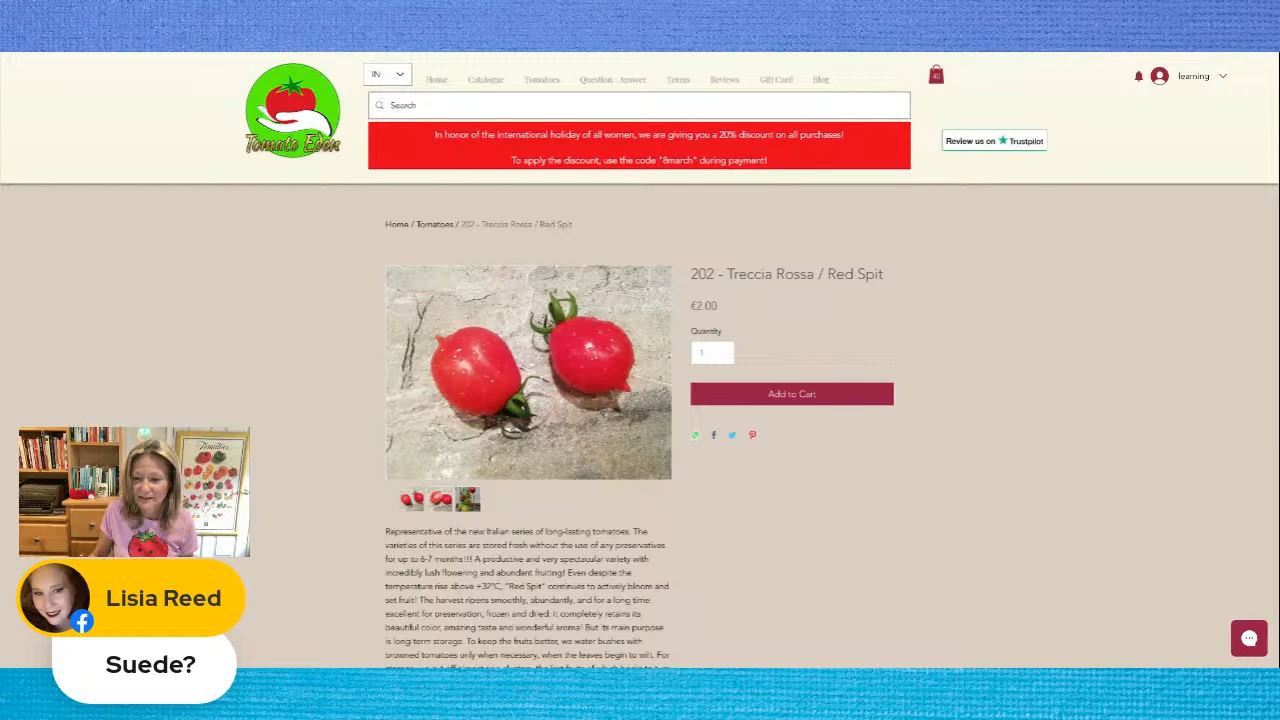 IN
Home
Catalogue
Tomatoes
Question - Answer
Terms
Reviews
Gift Card
Blog
40
learning
Tomato Eden
Search
In honor of the international holiday of all women, we are giving you a 20% discount on all purchases!
To apply the discount, use the code "8march" during payment!
Review us on Trustpilot
Home / Tomatoes / 202 - Treccia Rossa / Red Spit
202 - Treccia Rossa / Red Spit
€2.00
Quantity
1
Add to Cart
Representative of the new Italian series of long-lasting tomatoes. The
varieties of this series are stored fresh without the use of any preservatives
for up to 6-7 months!!! A productive and very spectacular variety with
incredibly lush flowering and abundant fruiting! Even despite the
temperature rise above +32°C, "Red Spit" continues to actively bloom and
set fruit! The harvest ripens smoothly, abundantly, and for a long time.
excellent for preservation, frozen and dried: it completely retains its
beautiful color, amazing taste and wonderful aroma! But its main purpose
is long-term storage. To keep the fruits better, we water bushes with
browned tomatoes only when necessary, when the leaves begin to wilt. For
Tomatoes
Lisia Reed
Suede?